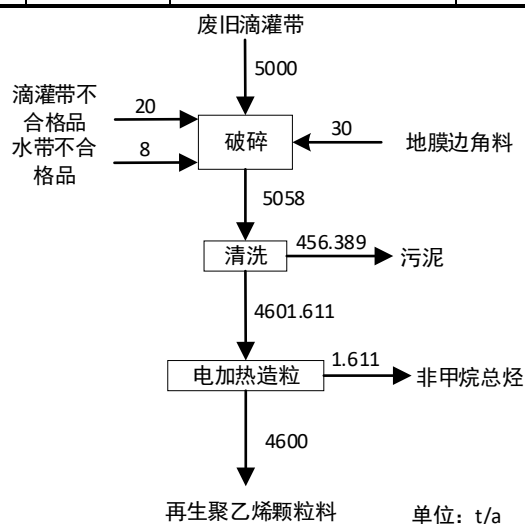 废旧滴灌带
5000
滴灌带不
合格品
20
水带不合
格品
8
破碎
30
地膜边角料
5058
清洗
456.389
污泥
4601.611
电加热造粒
1.611
非甲烷总烃
4600
再生聚乙烯颗粒料
单位：t/a